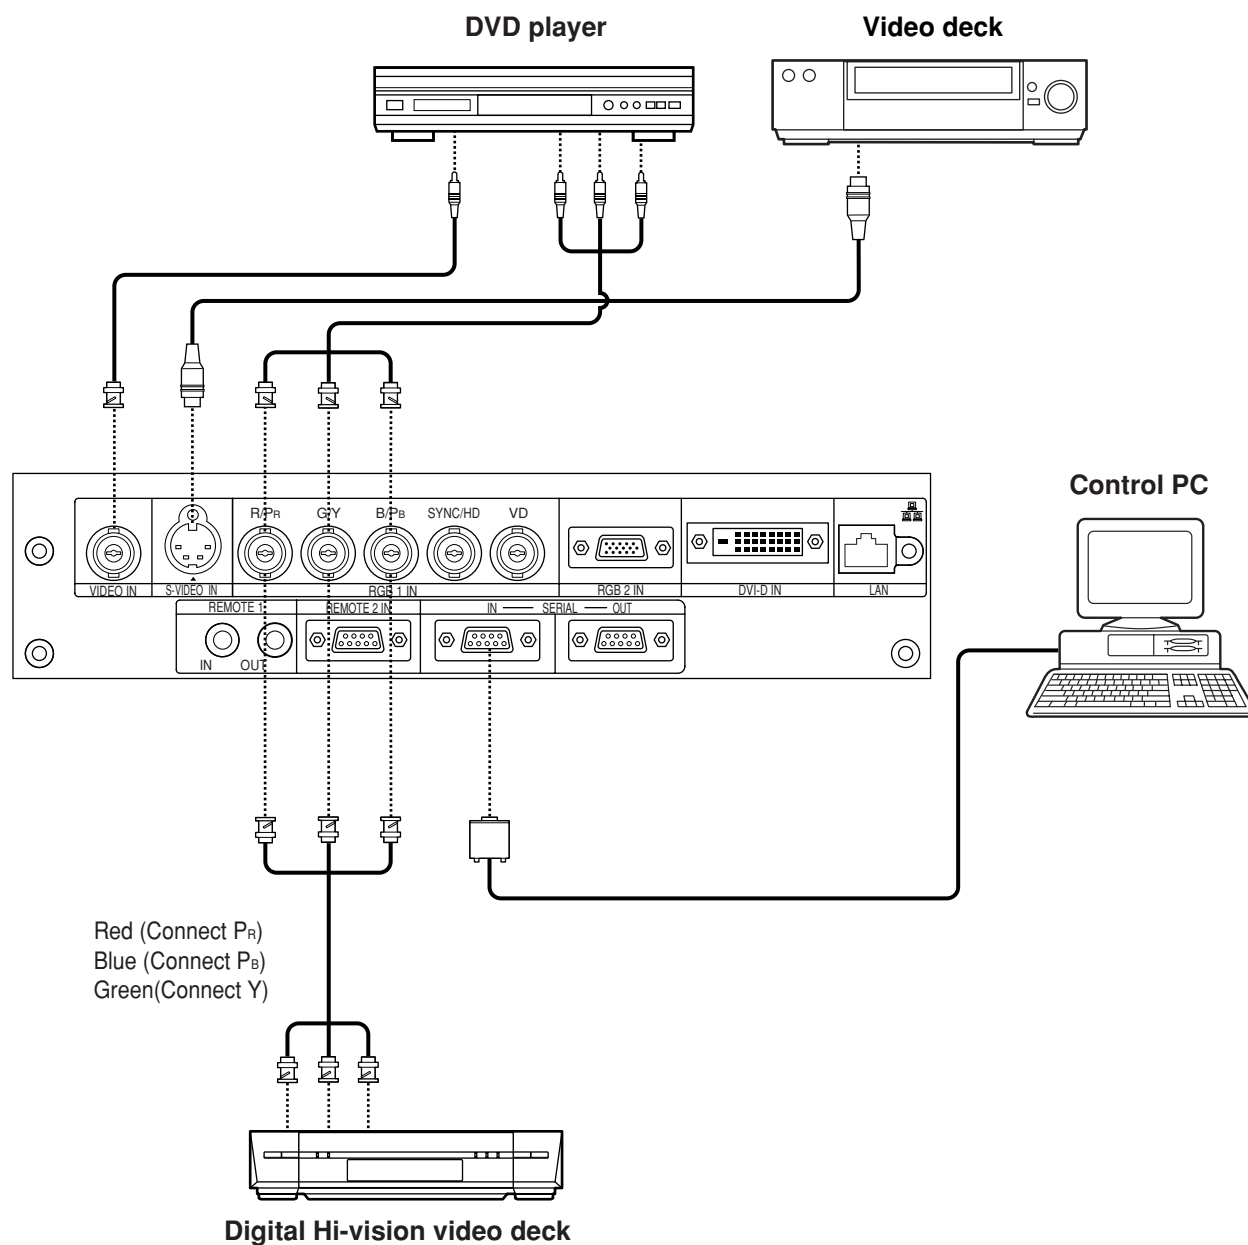 DVD player
Video deck
Control PC
R/PR G/Y B/PB SYNC/HD VD
VIDEO IN S-VIDEO IN RGB 1 IN RGB 2 IN DVI-D IN LAN
REMOTE 1 REMOTE 2 IN IN SERIAL OUT
IN OUT
Red (Connect PR)
Blue (Connect PB)
Green(Connect Y)
Digital Hi-vision video deck